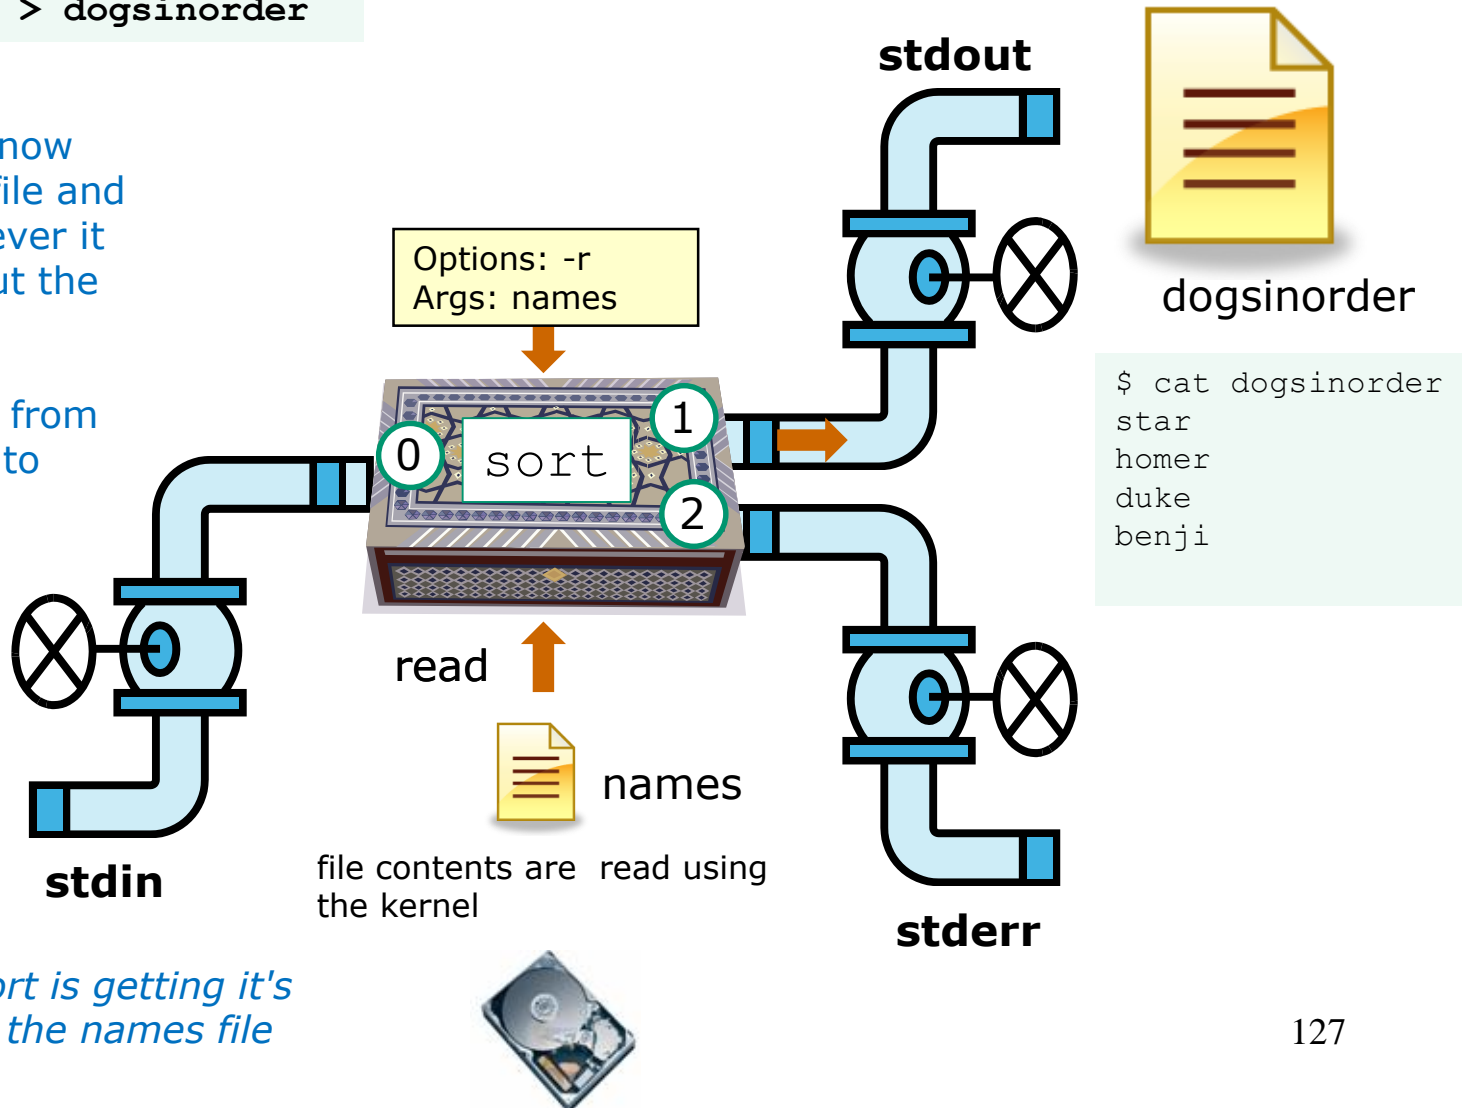 > dogsinorder
now
file and
ever it
ut the
from
to
Options: -r
Args: names
0
sort
1
2
stdout
dogsinorder
$ cat dogsinorder
star
homer
duke
benji
read
names
stdin
file contents are read using
the kernel
stderr
ort is getting it's
the names file
127